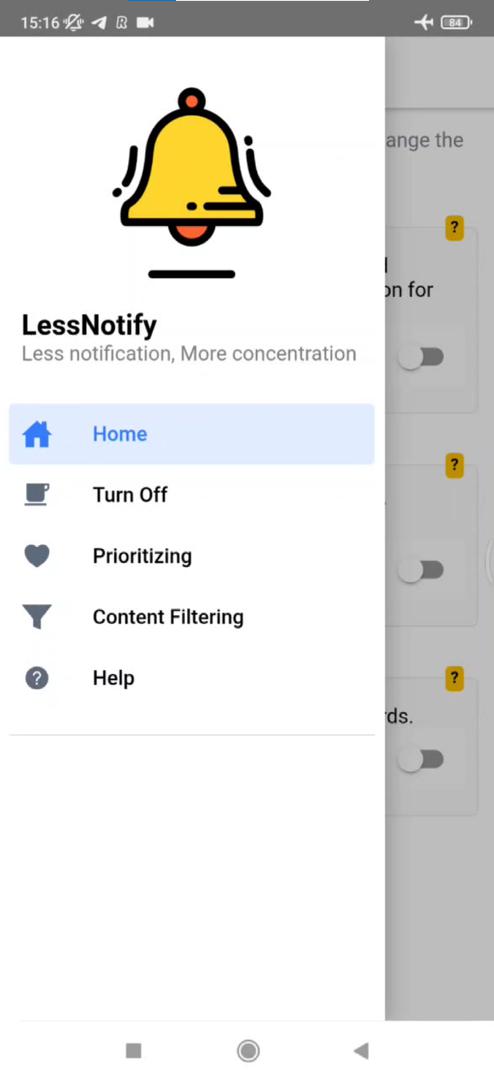 15:16
84
ange the
?
on for
LessNotify
Less notification, More concentration
Home
?
Turn Off
Prioritizing
Content Filtering
Help
?
?
rds.